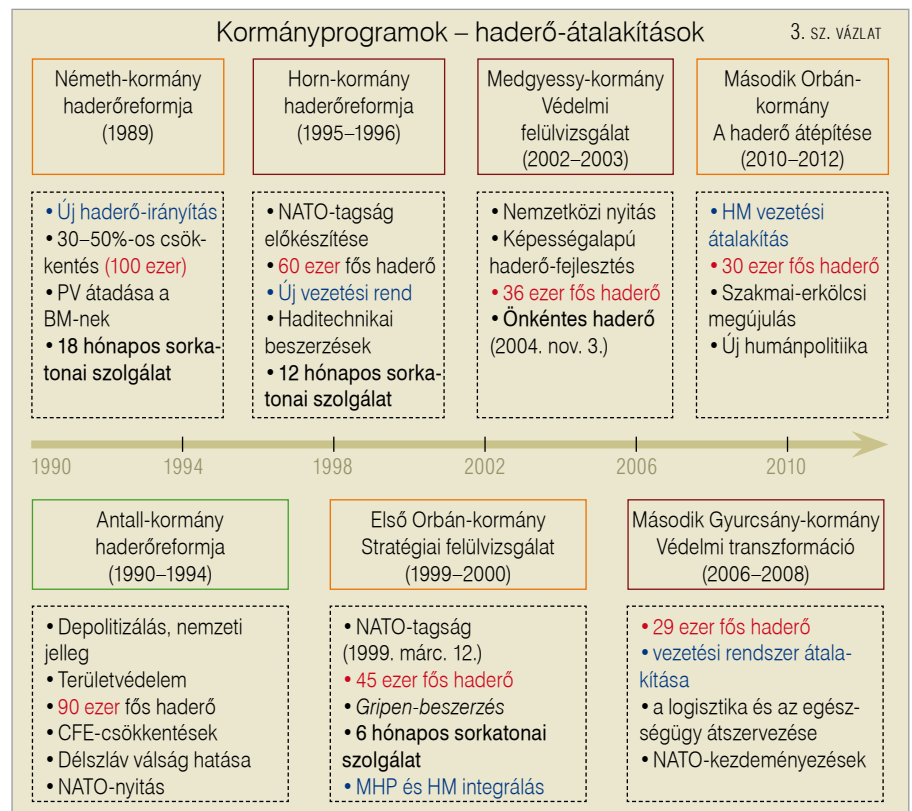 Kormányprogramok – haderő-átalakítások
3. SZ. VÁZLAT
Németh-kormány
haderőreformja
(1989)
• Új haderő-irányítás
• 30–50%-os csök-
kentés (100 ezer)
• PV átadása a
BM-nek
• 18 hónapos sorka-
tonai szolgálat
Horn-kormány
haderőreformja
(1995–1996)
• NATO-tagság
előkészítése
• 60 ezer fős haderő
• Új vezetési rend
• Haditechnikai
beszerzések
• 12 hónapos sorka-
tonai szolgálat
Medgyessy-kormány
Védelmi
felülvizsgálat
(2002–2003)
• Nemzetközi nyitás
• Képességalapú
haderő-fejlesztés
• 36 ezer fős haderő
• Önkéntes haderő
(2004. nov. 3.)
Második Orbán-
kormány
A haderő átépítése
(2010–2012)
• HM vezetési
átalakítás
• 30 ezer fős haderő
• Szakmai-erkölcsi
megújulás
• Új humánpolitiika
1990 1994 1998 2002 2006 2010
Antall-kormány
haderőreformja
(1990–1994)
• Depolitizálás, nemzeti
jelleg
• Területvédelem
• 90 ezer fős haderő
• CFE-csökkentések
• Délszláv válság hatása
• NATO-nyitás
Első Orbán-kormány
Stratégiai felülvizsgálat
(1999–2000)
• NATO-tagság
(1999. márc. 12.)
• 45 ezer fős haderő
• Gripen-beszerzés
• 6 hónapos sorkatonai
szolgálat
• MHP és HM integrálás
Második Gyurcsány-kormány
Védelmi transzformáció
(2006–2008)
• 29 ezer fős haderő
• vezetési rendszer átala-
kítása
• a logisztika és az egész-
ségügy átszervezése
• NATO-kezdeményezések